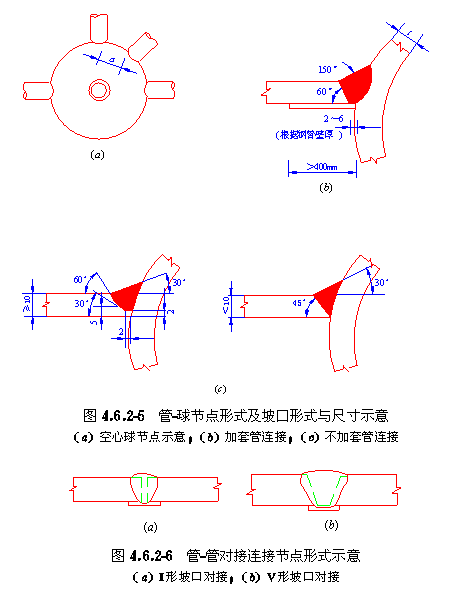 a
(a)
t
150°
60°
2～6
(根据钢管壁厚)
>400mm
(b)
60°
30°
≥10
5
2
2
30°
<10
45°
30°
(c)
图 4.6.2-5 管-球节点形式及坡口形式与尺寸示意
(a) 空心球节点示意；(b) 加套管连接；(c) 不加套管连接
(a)
(b)
图 4.6.2-6 管-管对接连接节点形式示意
(a) I形坡口对接；(b) V形坡口对接